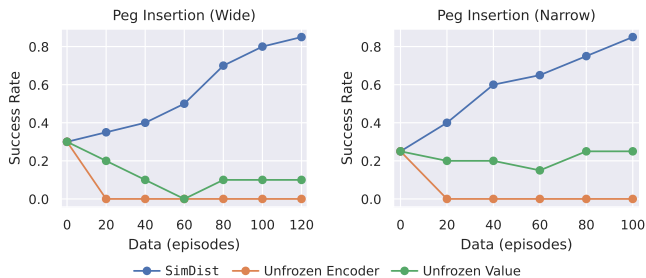 Peg Insertion (Wide)
Success Rate
0.8
0.6
0.4
0.2
0.0
0 20 40 60 80 100 120
Data (episodes)
Peg Insertion (Narrow)
Success Rate
0.8
0.6
0.4
0.2
0.0
0 20 40 60 80 100
Data (episodes)
SimDist Unfrozen Encoder Unfrozen Value